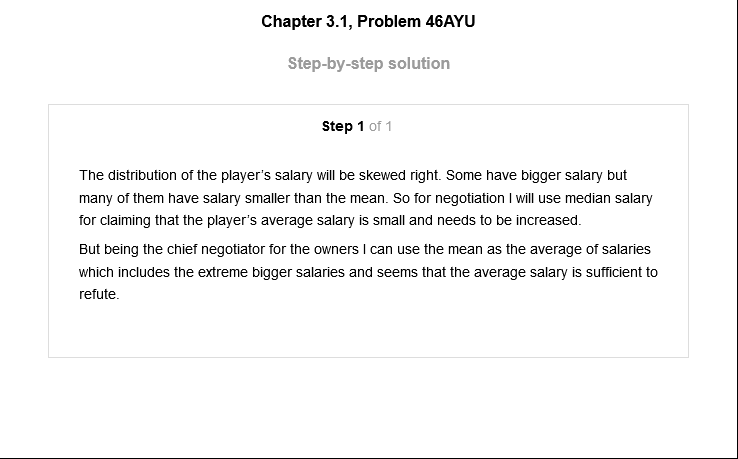 Chapter 3.1, Problem 46AYU
Step-by-step solution
Step 1 of 1
The distribution of the player's salary will be skewed right. Some have bigger salary but
many of them have salary smaller than the mean. So for negotiation I will use median salary
for claiming that the player's average salary is small and needs to be increased.
But being the chief negotiator for the owners I can use the mean as the average of salaries
which includes the extreme bigger salaries and seems that the average salary is sufficient to
refute.